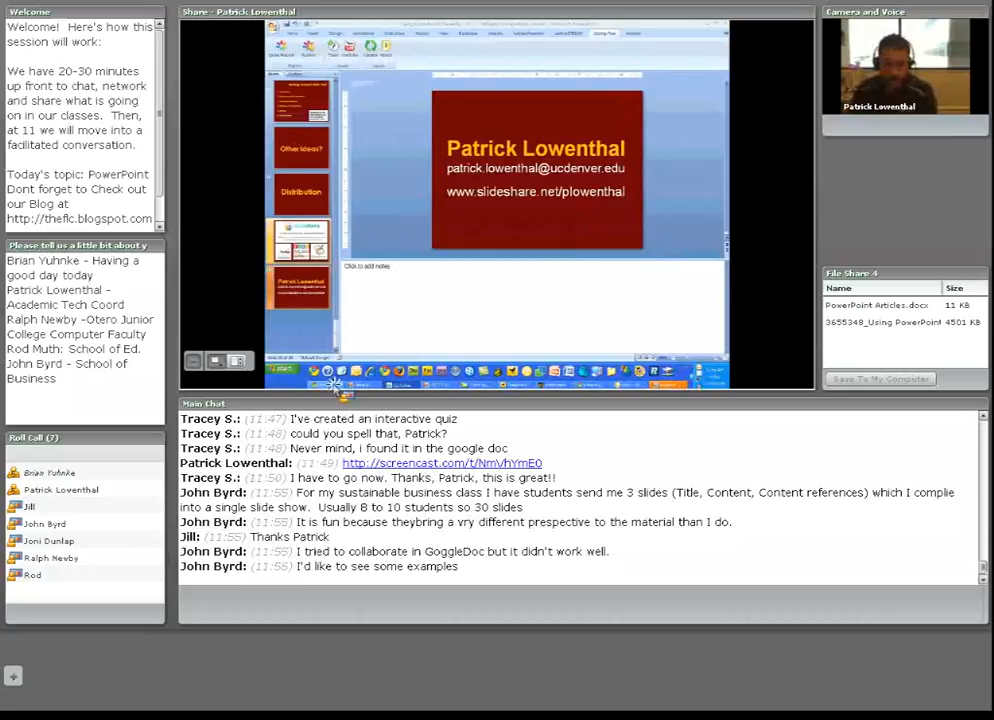 Welcome
Welcome! Here's how this
session will work:
We have 20-30 minutes
up front to chat, network
and share what is going
on in our classes. Then,
at 11 we will move into a
facilitated conversation.
Today's topic: PowerPoint
Dont forget to Check out
our Blog at
http://theflc.blogspot.com
Please tell us a little bit about y
Brian Yuhnke - Having a
good day today
Patrick Lowenthal -
Academic Tech Coord
Ralph Newby -Otero Junior
College Computer Faculty
Rod Muth: School of Ed.
John Byrd - School of
Business
Roll Call (7)
Brian Yuhnke
Patrick Lowenthal
Jill
John Byrd
Joni Dunlap
Ralph Newby
Rod
Share - Patrick Lowenthal
Other Ideas?
Distribution
Patrick Lowenthal
Patrick Lowenthal
patrick.lowenthal@ucdenver.edu
www.slideshare.net/plowenthal
Click to add notes
start
Camera and Voice
Patrick Lowenthal
File Share 4
Name Size
PowerPoint Articles.docx 11 KB
3655348_Using PowerPoint 4501 KB
Save To My Computer
Main Chat
Tracey S.: (11:47) I've created an interactive quiz
Tracey S.: (11:48) could you spell that, Patrick?
Tracey S.: (11:48) Never mind, i found it in the google doc
Patrick Lowenthal: (11:49)
Tracey S.: (11:50) I have to go now. Thanks, Patrick, this is great!!
John Byrd: (11:55) For my sustainable business class I have students send me 3 slides (Title, Content, Content references) which I complie
into a single slide show. Usually 8 to 10 students so 30 slides
John Byrd: (11:55) It is fun because theybring a vry different prespective to the material than I do.
Jill: (11:55) Thanks Patrick
John Byrd: (11:55) I tried to collaborate in GoggleDoc but it didn't work well.
John Byrd: (11:55) I'd like to see some examples